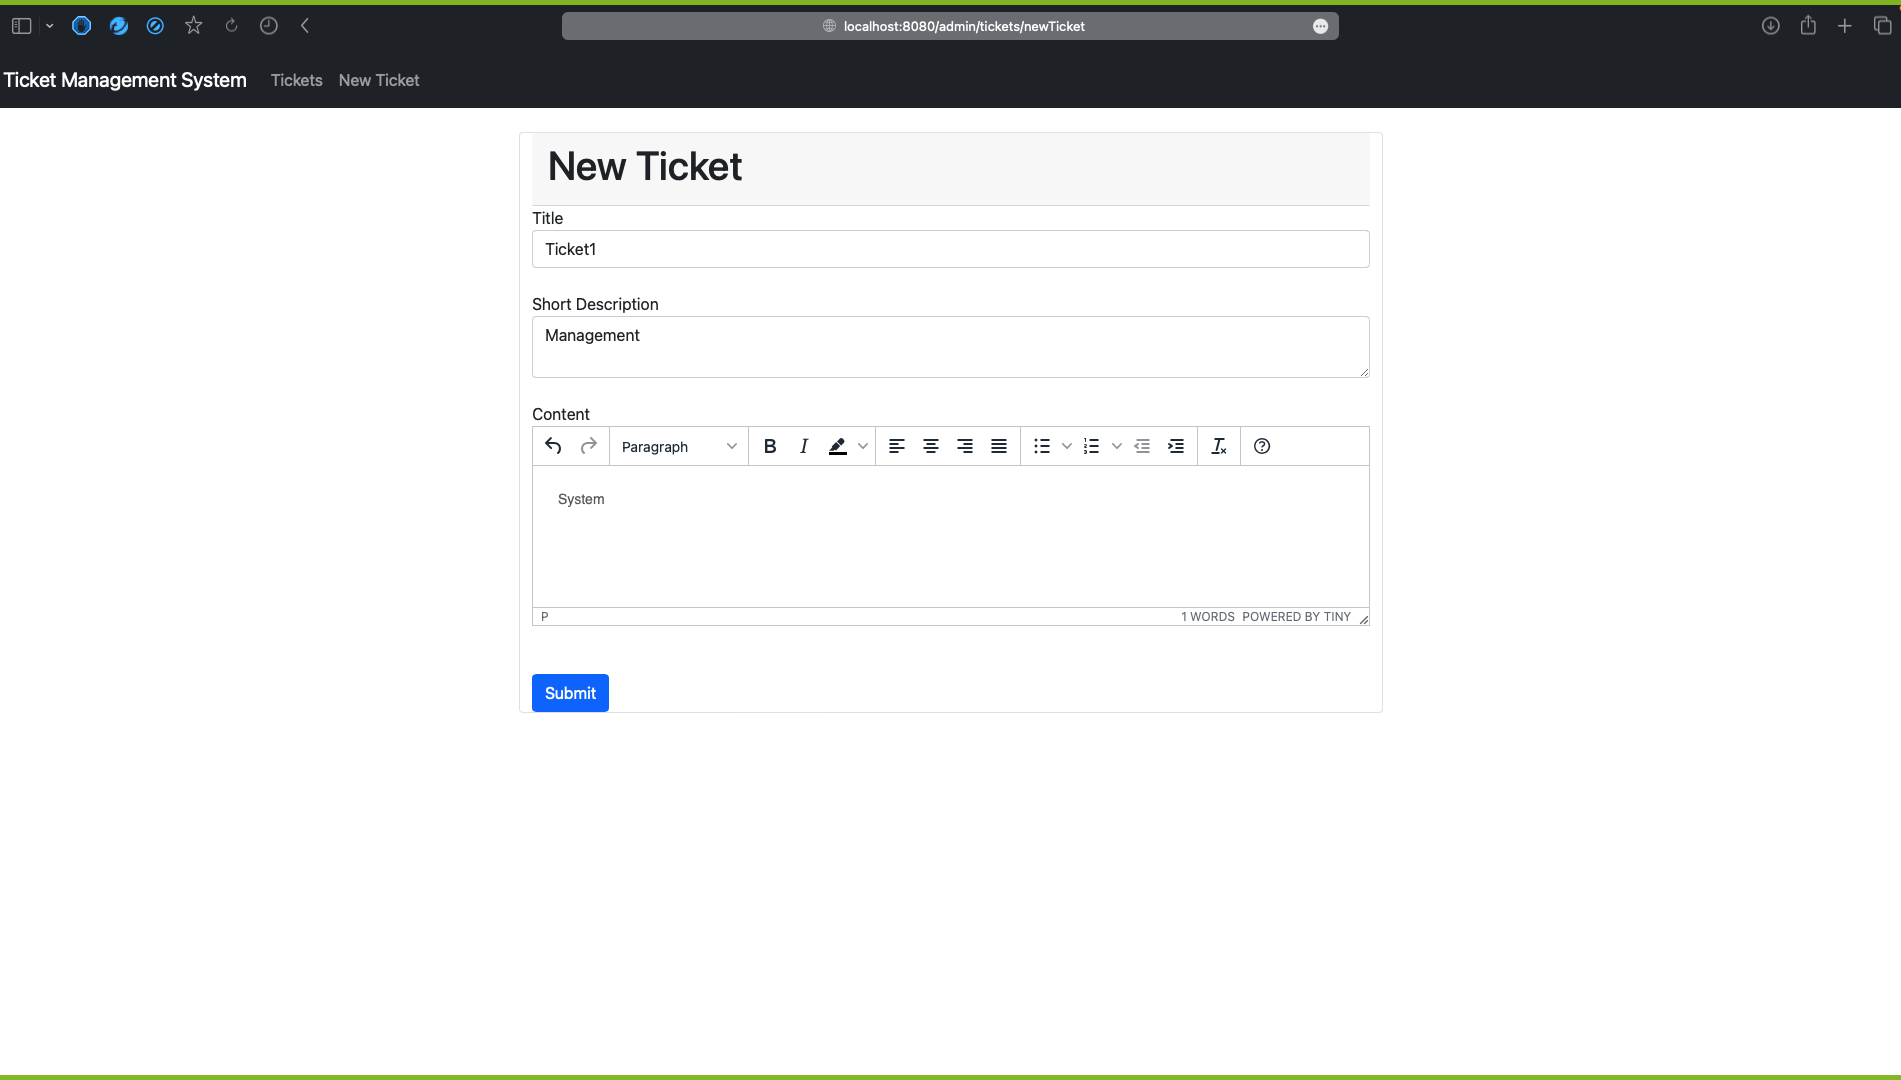 localhost:8080/admin/tickets/newTicket
Ticket Management System Tickets New Ticket
New Ticket
Title
Ticket1
Short Description
Management
Content
Paragraph
System
P 1 WORDS POWERED BY TINY
Submit